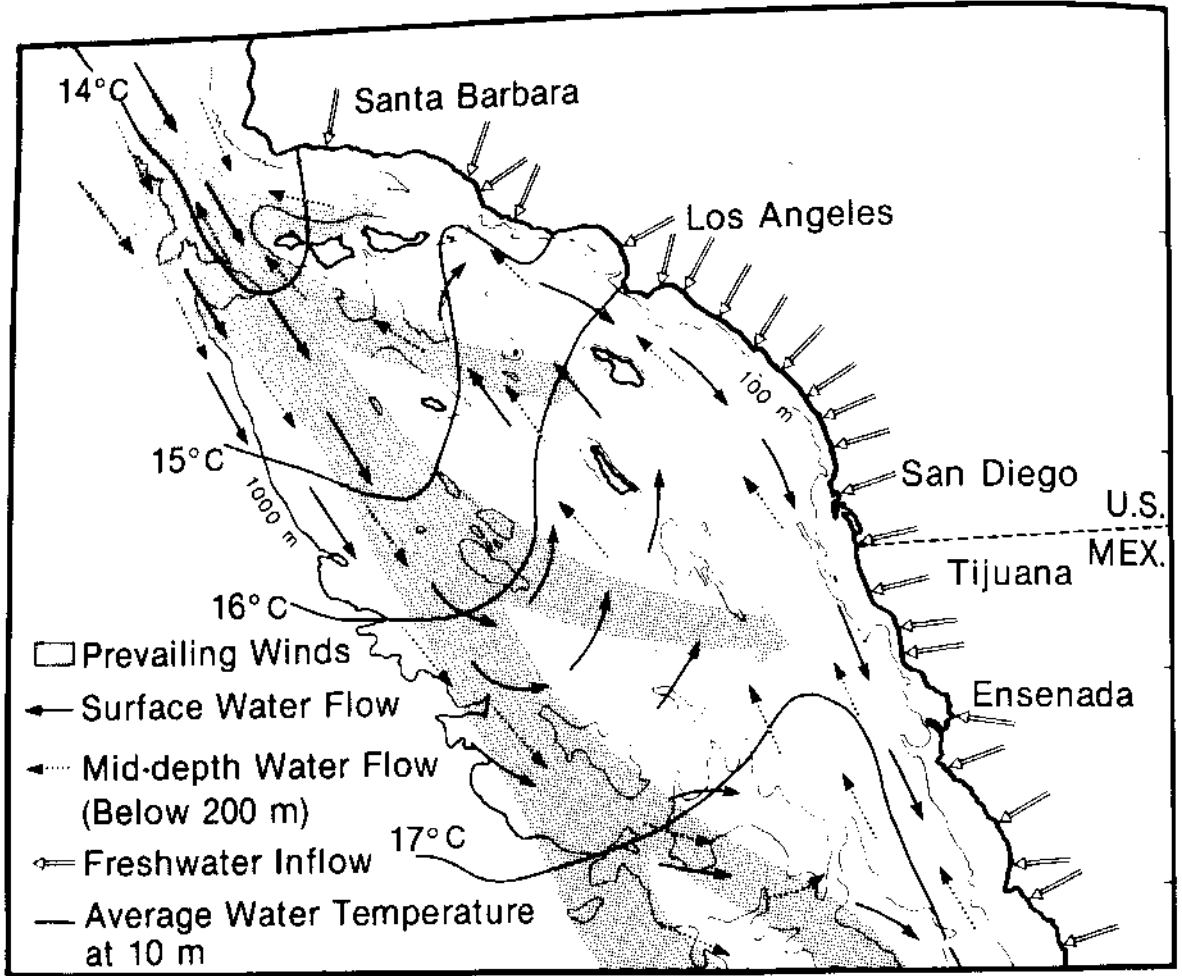 14°C
Santa Barbara
Los Angeles
100 m
15°C
1000 m
San Diego
U.S.
MEX.
Tijuana
16°C
Prevailing Winds
Surface Water Flow
Ensenada
Mid-depth Water Flow
(Below 200 m)
17°C
Freshwater Inflow
Average Water Temperature
at 10 m